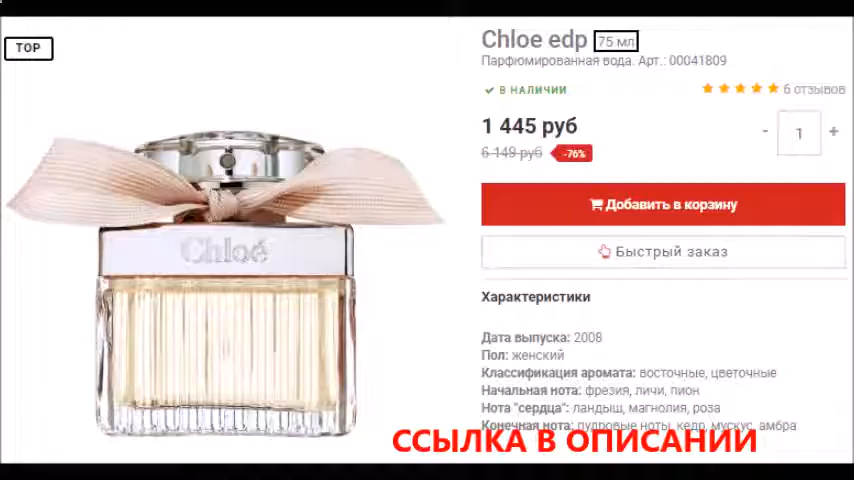 TOP
Chloe edp 75 мл
Парфюмированная вода. Арт.: 00041809
В НАЛИЧИИ
6 отзывов
1 445 руб
- 1 +
6 149 руб -76%
Добавить в корзину
Быстрый заказ
Chloé
Характеристики
Дата выпуска: 2008
Пол: женский
Классификация аромата: восточные, цветочные
Начальная нота: фрезия, личи, пион
Нота "сердца": ландыш, магнолия, роза
Конечная нота: пудровые ноты, кедр, мускус, амбра
ССЫЛКА В ОПИСАНИИ